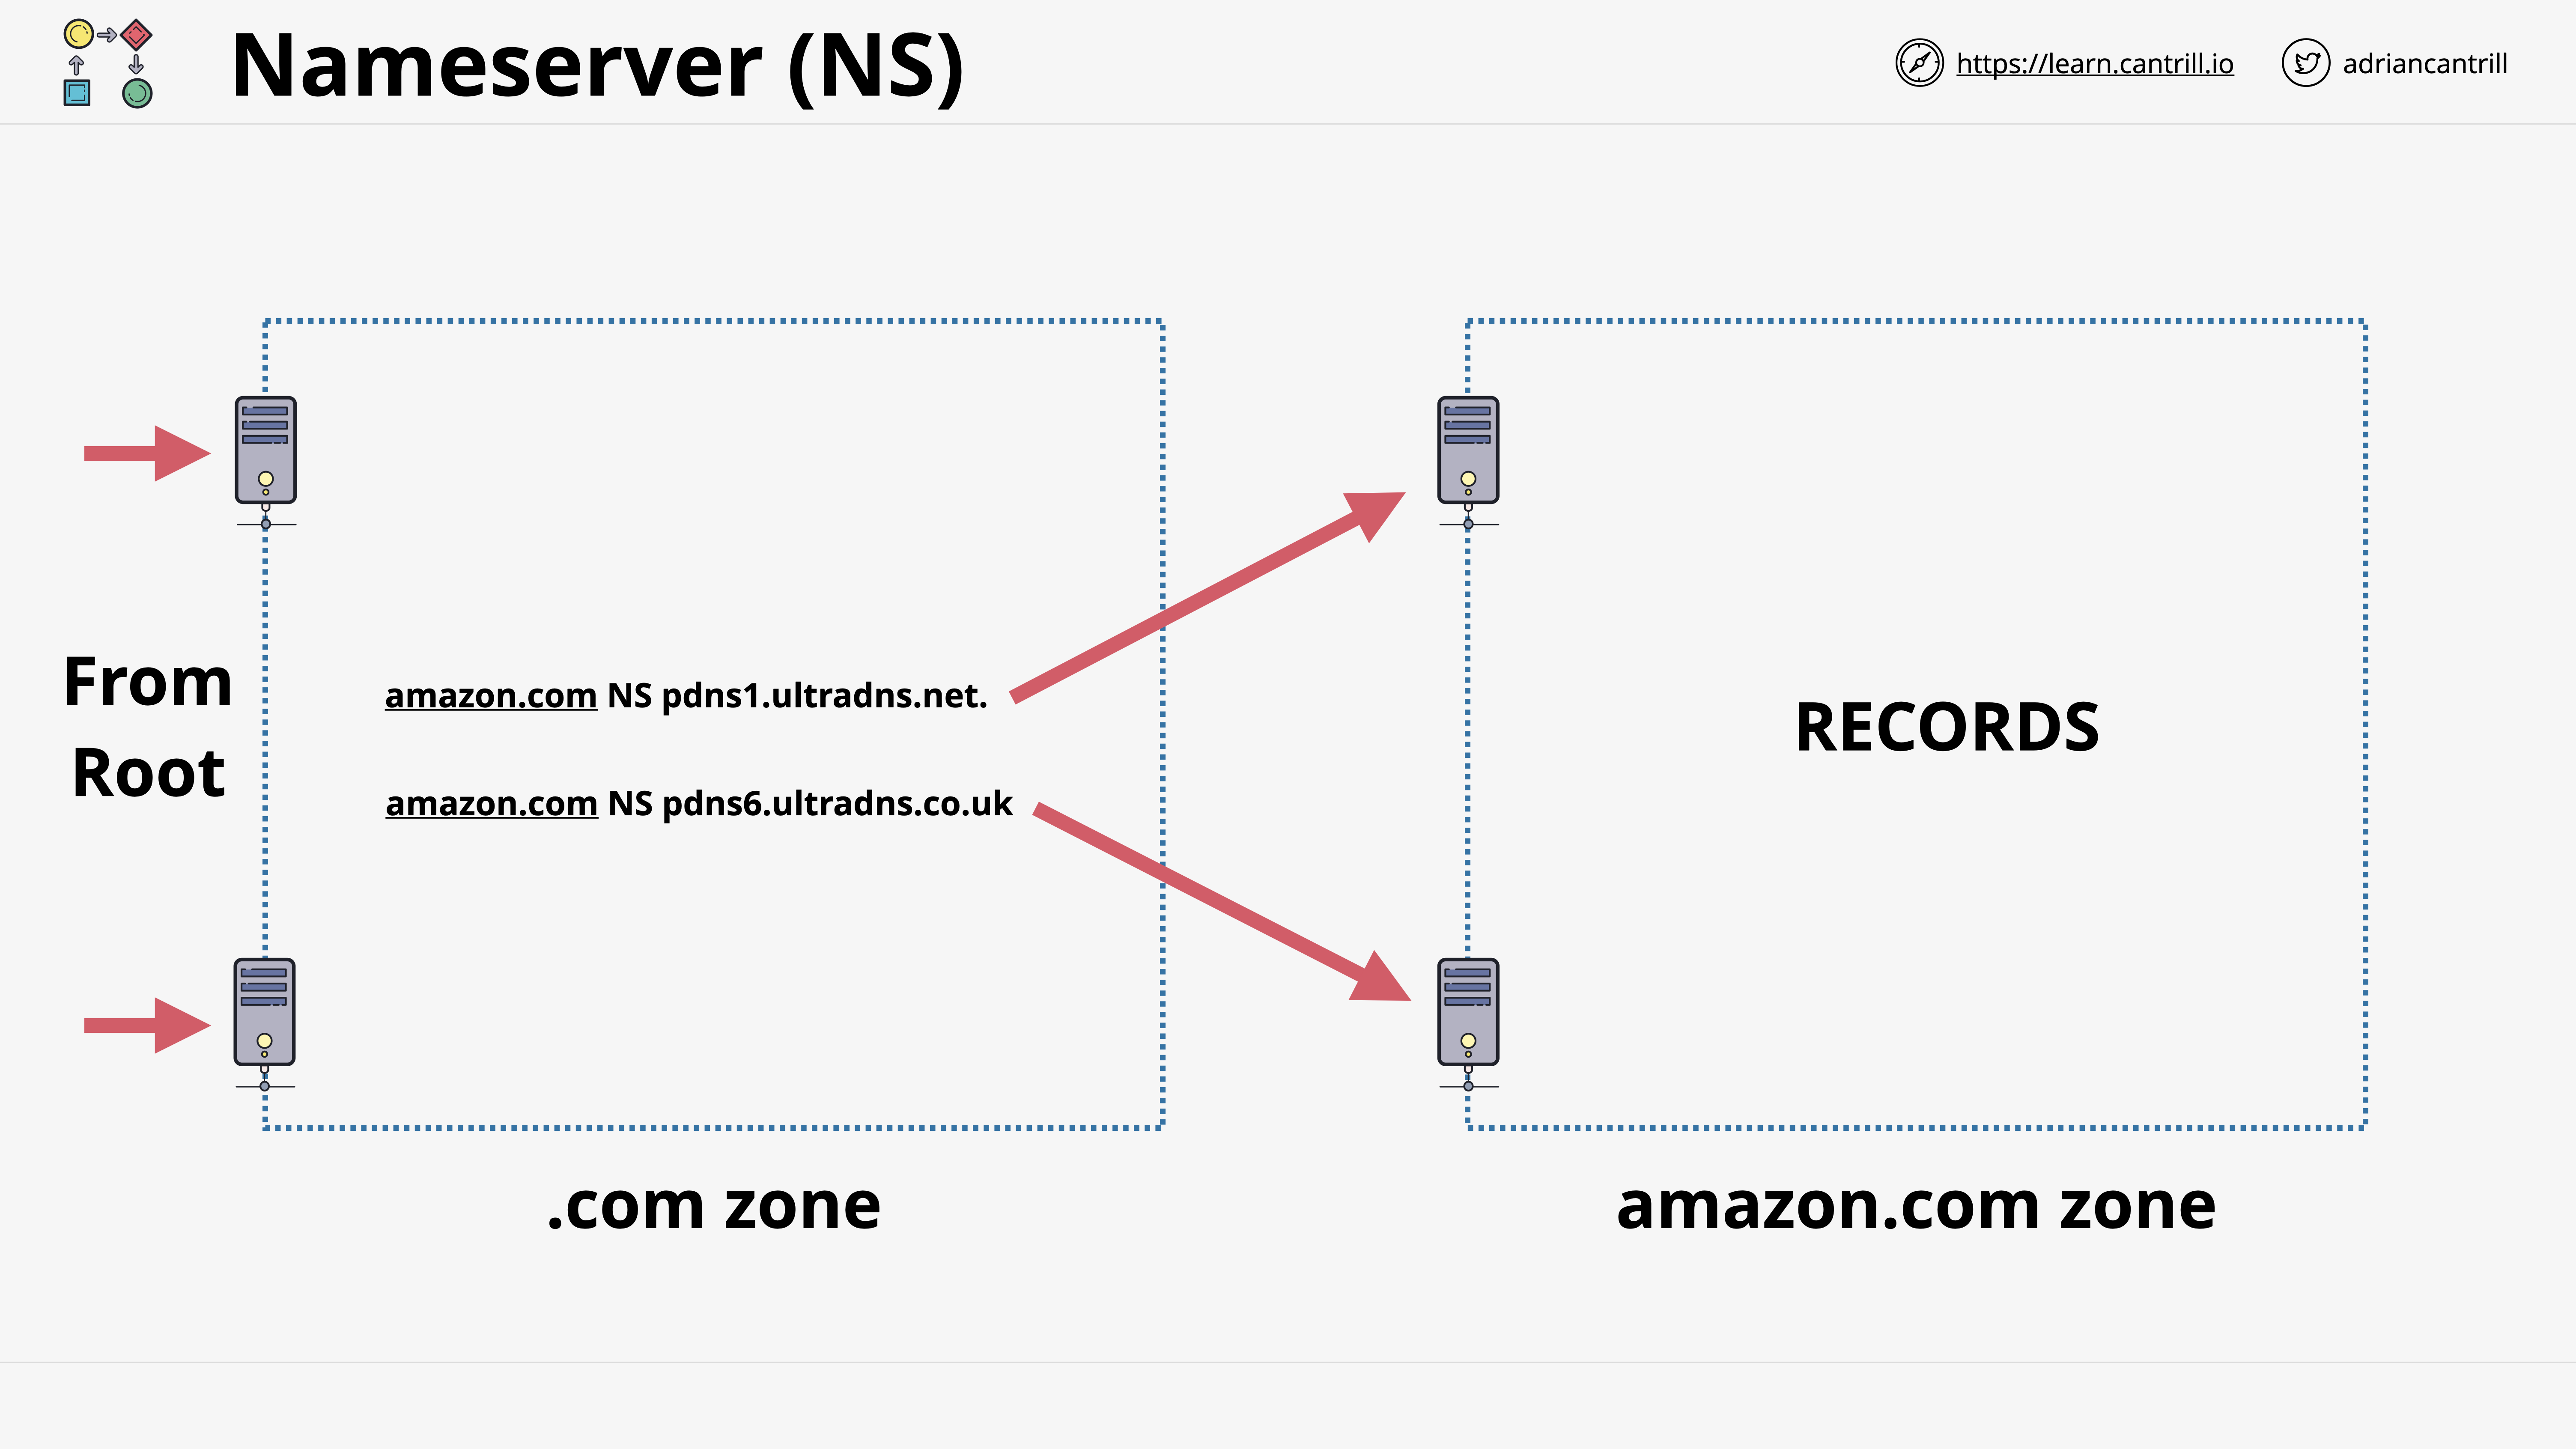 Nameserver (NS)
https://learn.cantrill.io
adriancantrill
From
Root
amazon.com NS pdns1.ultradns.net.
amazon.com NS pdns6.ultradns.co.uk
RECORDS
.com zone
amazon.com zone